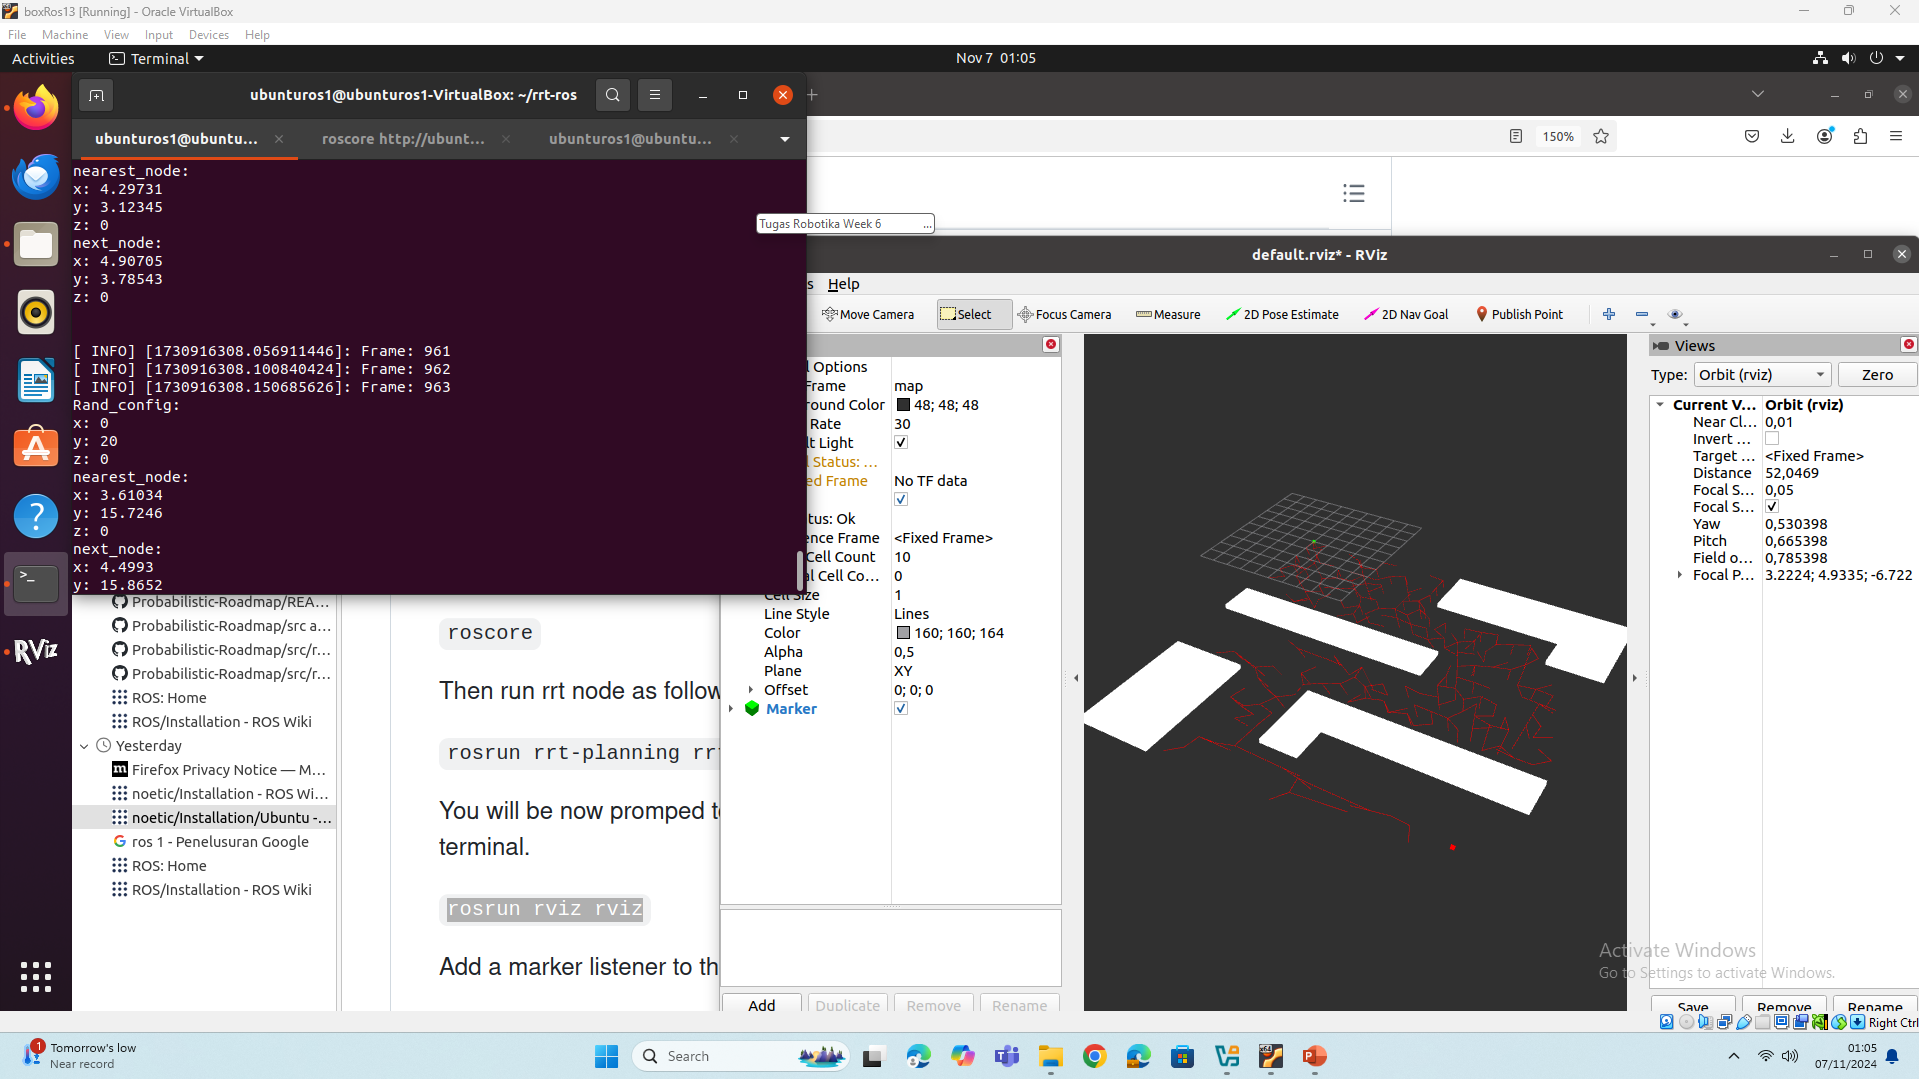 boxRos13 [Running] - Oracle VirtualBox
File Machine View Input Devices Help
Activities Terminal Nov 7 01:05
ubunturos1@ubunturos1-VirtualBox: ~/rrt-ros
ubunturos1@ubuntu... roscore http://ubunt... ubunturos1@ubuntu...
150%
nearest_node:
x: 4.29731
y: 3.12345
z: 0
next_node:
x: 4.90705
y: 3.78543
z: 0
[ INFO] [1730916308.056911446]: Frame: 961
[ INFO] [1730916308.100840424]: Frame: 962
[ INFO] [1730916308.150685626]: Frame: 963
Rand_config:
x: 0
y: 20
z: 0
nearest_node:
x: 3.61034
y: 15.7246
z: 0
next_node:
x: 4.4993
y: 15.8652
Tugas Robotika Week 6 ...
default.rviz* - RViz
s Help
Move Camera Select Focus Camera Measure 2D Pose Estimate 2D Nav Goal Publish Point
l Options
Frame map
round Color 48; 48; 48
Rate 30
lt Light
l Status: ...
ed Frame No TF data
tus: Ok
ence Frame <Fixed Frame>
Cell Count 10
al Cell Co... 0
Cell Size 1
Line Style Lines
Color 160; 160; 164
Alpha 0,5
Plane XY
Offset 0; 0; 0
Marker
Add Duplicate Remove Rename
Views
Type: Orbit (rviz) Zero
Current V... Orbit (rviz)
Near Cl... 0,01
Invert ...
Target ... <Fixed Frame>
Distance 52,0469
Focal S... 0,05
Focal S...
Yaw 0,530398
Pitch 0,665398
Field o... 0,785398
Focal P... 3.2224; 4.9335; -6.722
Save Remove Rename
Probabilistic-Roadmap/REA...
Probabilistic-Roadmap/src a...
Probabilistic-Roadmap/src/r...
Probabilistic-Roadmap/src/r...
ROS: Home
ROS/Installation - ROS Wiki
Yesterday
Firefox Privacy Notice — M...
noetic/Installation - ROS Wi...
noetic/Installation/Ubuntu -...
ros 1 - Penelusuran Google
ROS: Home
ROS/Installation - ROS Wiki
RViz
roscore
Then run rrt node as follow
rosrun rrt-planning rr
You will be now promped t
terminal.
rosrun rviz rviz
Add a marker listener to th
Activate Windows
Go to Settings to activate Windows.
Right Ctrl
1
Tomorrow's low
Near record
Search
01:05
07/11/2024